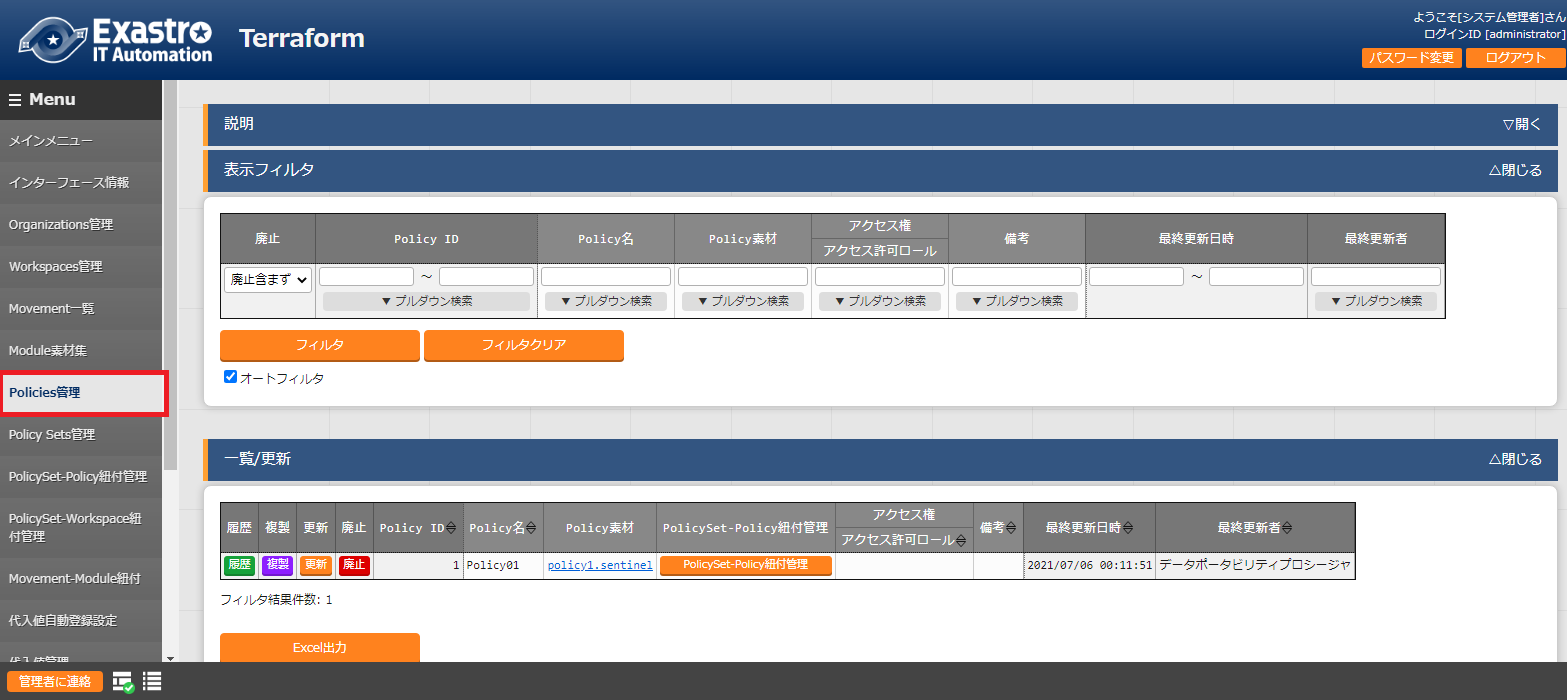 Exastro
IT Automation
Terraform
ようこそ[システム管理者]さん
ログインID [administrator]
パスワード変更
ログアウト
Menu
メインメニュー
インターフェース情報
Organizations管理
Workspaces管理
Movement一覧
Module素材集
Policies管理
Policy Sets管理
PolicySet-Policy紐付管理
PolicySet-Workspace紐
付管理
Movement-Module紐付
代入値自動登録設定
代入値管理
管理者に連絡
説明
▽開く
表示フィルタ
△閉じる
廃止
Policy ID
Policy名
Policy素材
アクセス権
アクセス許可ロール
備考
最終更新日時
最終更新者
廃止含まず
～
～
▼ プルダウン検索
▼ プルダウン検索
▼ プルダウン検索
▼ プルダウン検索
▼ プルダウン検索
▼ プルダウン検索
フィルタ
フィルタクリア
オートフィルタ
一覧/更新
△閉じる
履歴
複製
更新
廃止
Policy ID
Policy名
Policy素材
PolicySet-Policy紐付管理
アクセス権
アクセス許可ロール
備考
最終更新日時
最終更新者
履歴
複製
更新
廃止
1
Policy01
policy1.sentinel
PolicySet-Policy紐付管理
2021/07/06 00:11:51
データポータビリティプロシージャ
フィルタ結果件数: 1
Excel出力